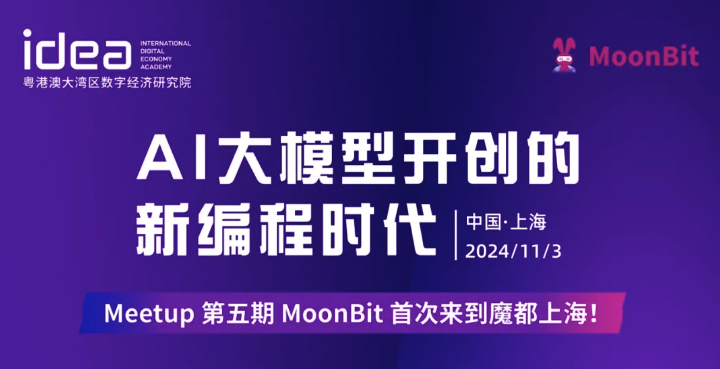 idea
INTERNATIONAL
DIGITAL
ECONOMY
ACADEMY
粤港澳大湾区数字经济研究院
MoonBit
AI大模型开创的
新编程时代
中国·上海
2024/11/3
Meetup 第五期 MoonBit 首次来到魔都上海！